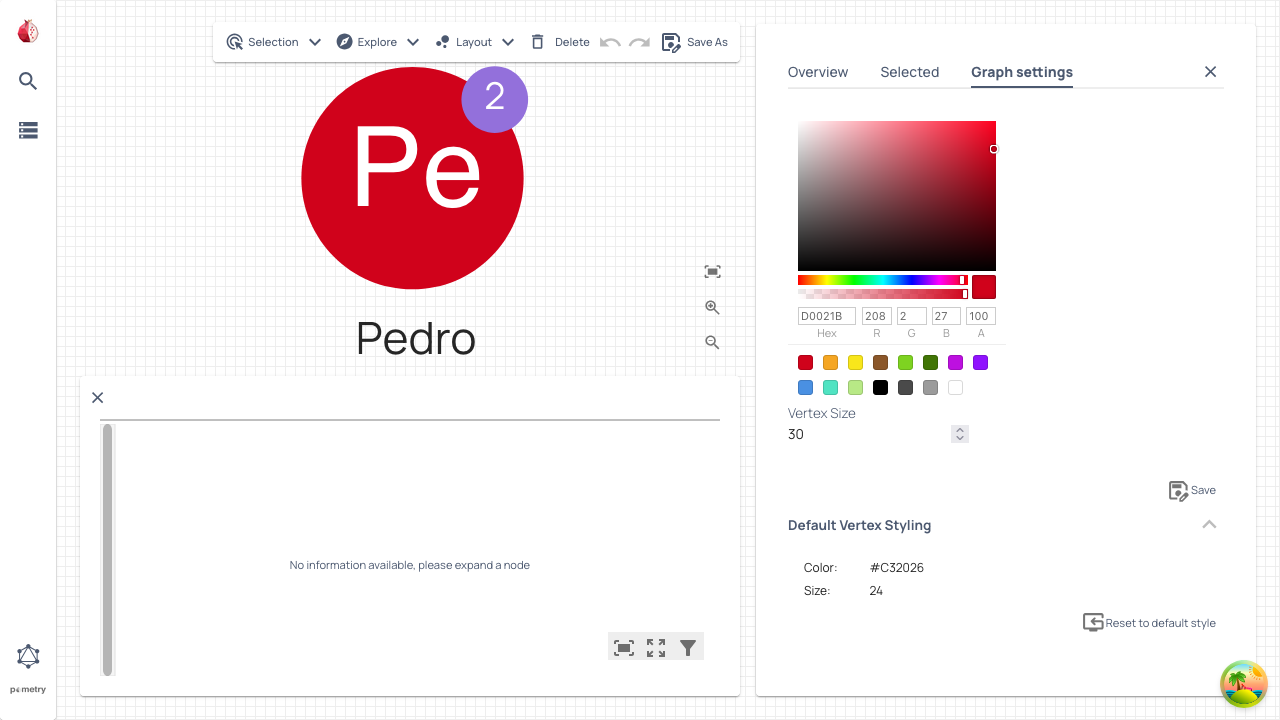 Selection
Explore
Layout
Delete
Save As
Pe
2
Pedro
No information available, please expand a node
pometry
Overview
Selected
Graph settings
D0021B
208
2
27
100
Hex
R
G
B
A
Vertex Size
30
Save
Default Vertex Styling
Color: #C32026
Size: 24
Reset to default style